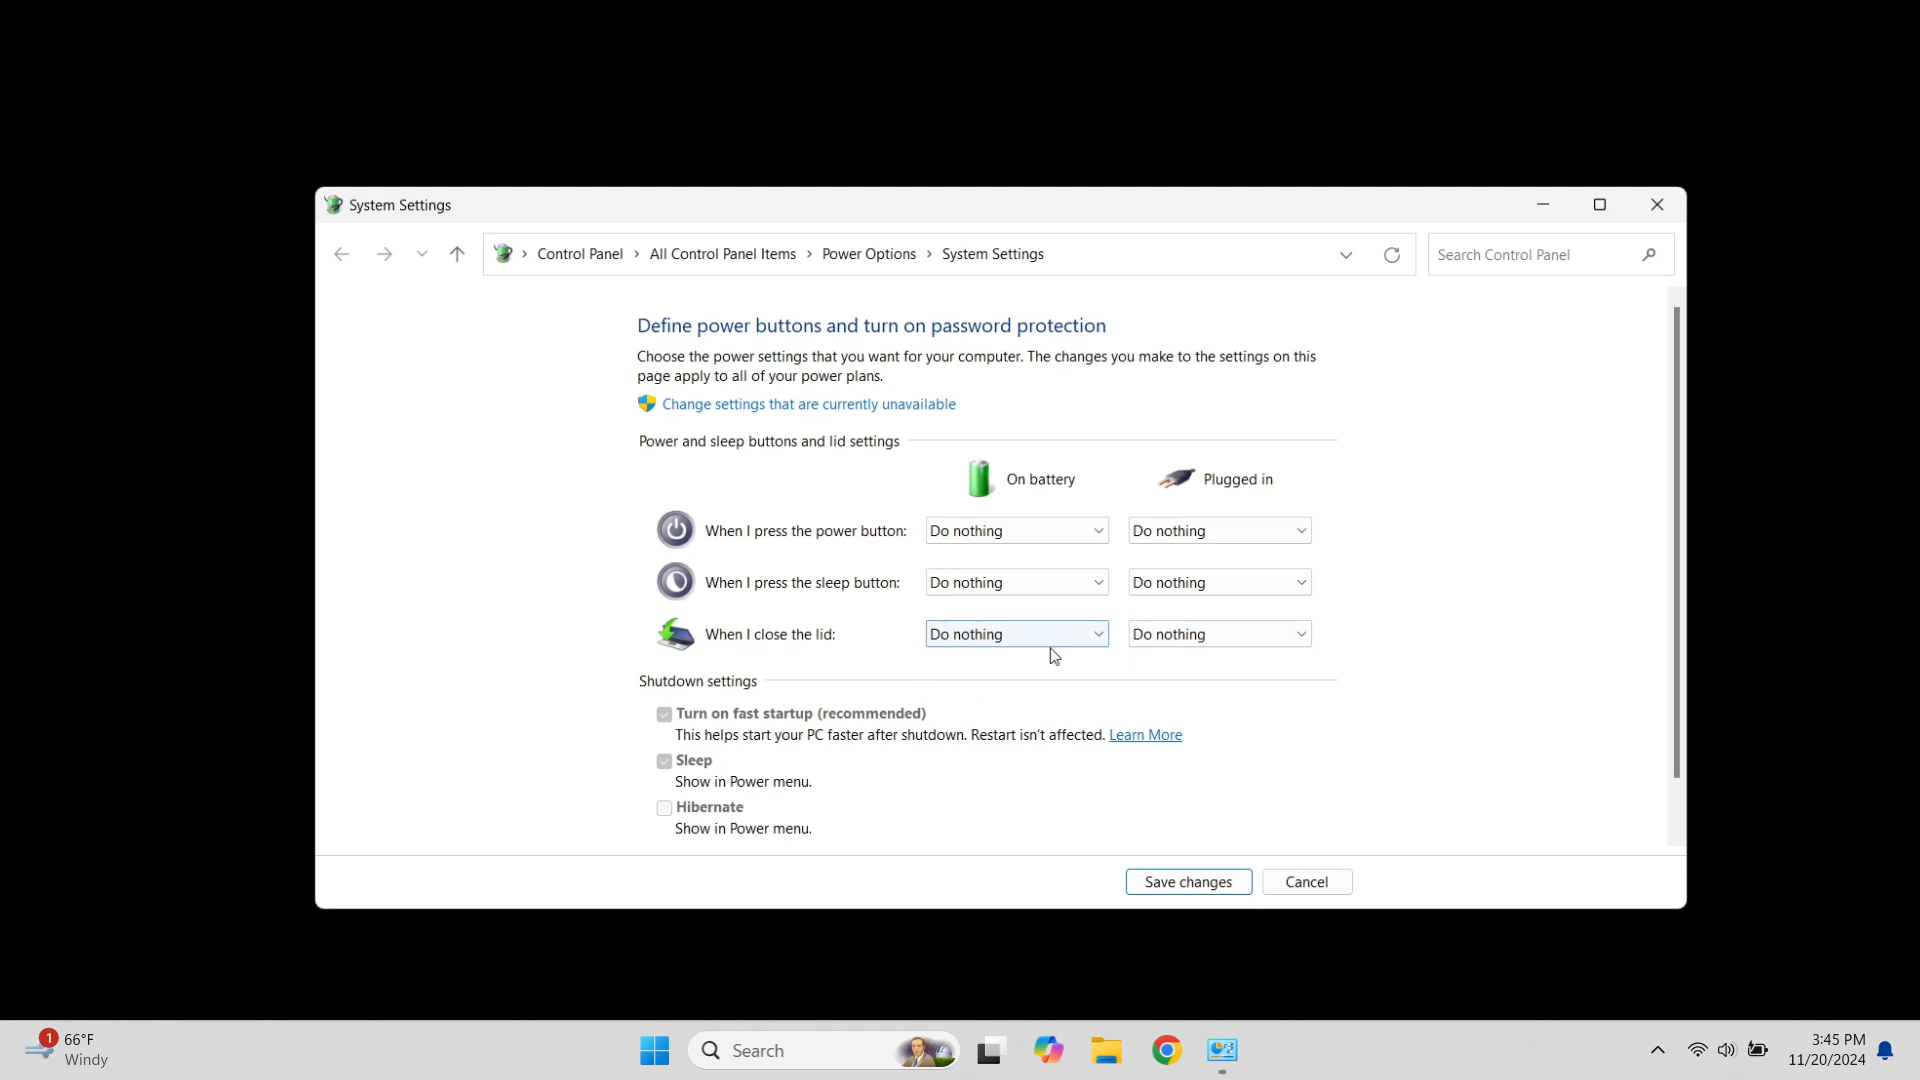 System Settings
Control Panel > All Control Panel Items > Power Options > System Settings
Search Control Panel
Define power buttons and turn on password protection
Choose the power settings that you want for your computer. The changes you make to the settings on this
page apply to all of your power plans.
Change settings that are currently unavailable
Power and sleep buttons and lid settings
On battery Plugged in
When I press the power button: Do nothing Do nothing
When I press the sleep button: Do nothing Do nothing
When I close the lid: Do nothing Do nothing
Shutdown settings
Turn on fast startup (recommended)
This helps start your PC faster after shutdown. Restart isn't affected. Learn More
Sleep
Show in Power menu.
Hibernate
Show in Power menu.
Save changes Cancel
1 66°F
Windy
Search
3:45 PM
11/20/2024